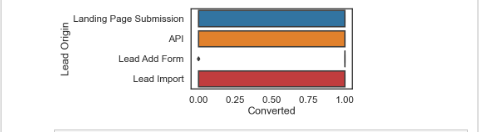 Lead Origin
Landing Page Submission
API
Lead Add Form
Lead Import
0.00 0.25 0.50 0.75 1.00
Converted